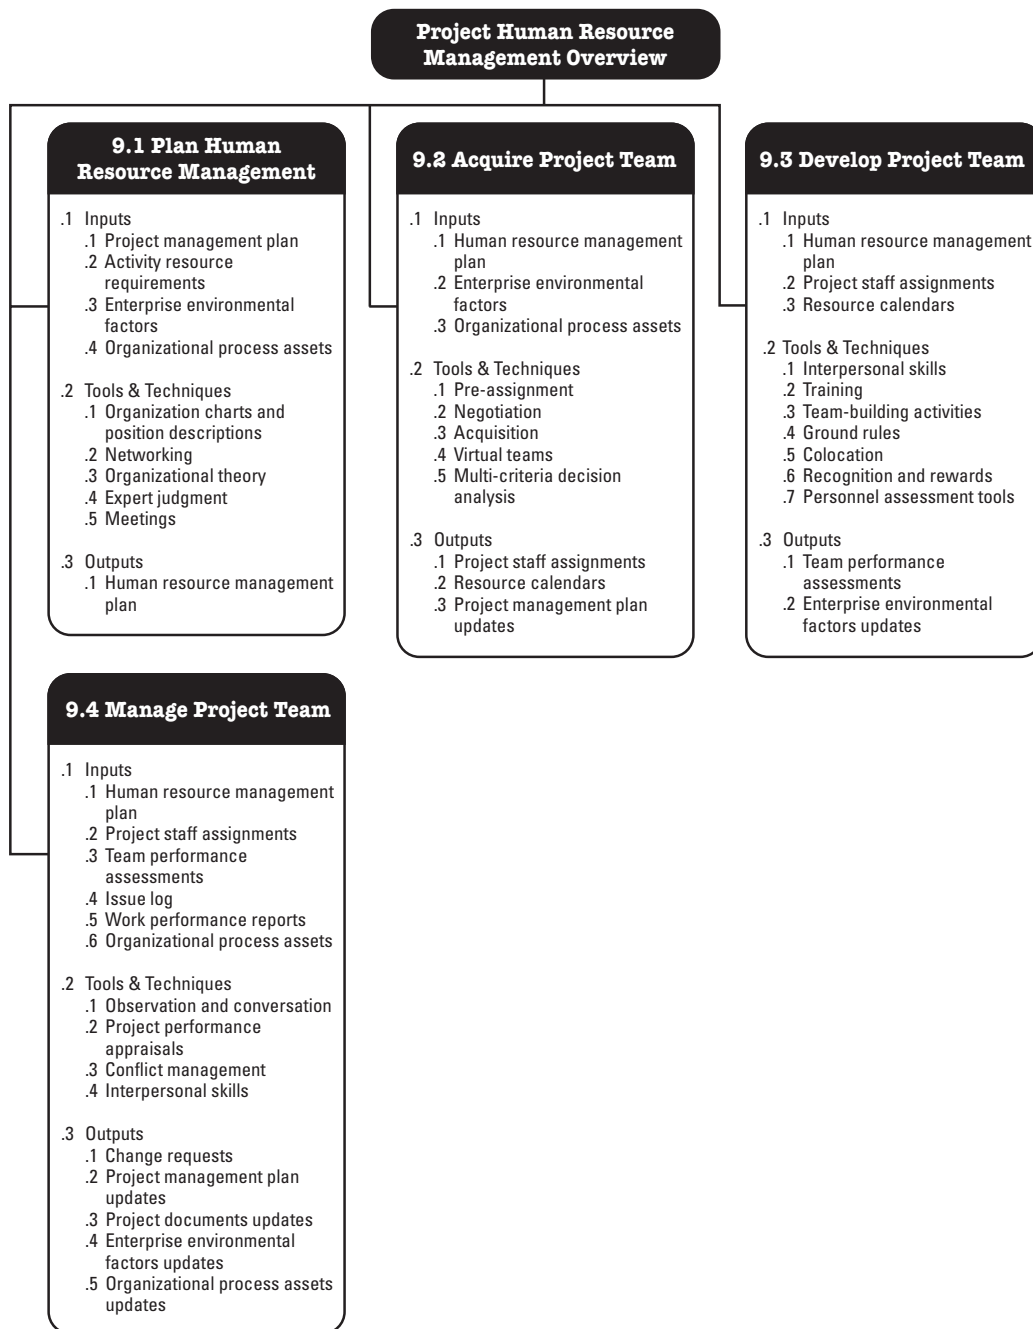 Project Human Resource
Management Overview
9.1 Plan Human
Resource Management
.1 Inputs
.1 Project management plan
.2 Activity resource
requirements
.3 Enterprise environmental
factors
.4 Organizational process assets
.2 Tools & Techniques
.1 Organization charts and
position descriptions
.2 Networking
.3 Organizational theory
.4 Expert judgment
.5 Meetings
.3 Outputs
.1 Human resource management
plan
9.2 Acquire Project Team
.1 Inputs
.1 Human resource management
plan
.2 Enterprise environmental
factors
.3 Organizational process assets
.2 Tools & Techniques
.1 Pre-assignment
.2 Negotiation
.3 Acquisition
.4 Virtual teams
.5 Multi-criteria decision
analysis
.3 Outputs
.1 Project staff assignments
.2 Resource calendars
.3 Project management plan
updates
9.3 Develop Project Team
.1 Inputs
.1 Human resource management
plan
.2 Project staff assignments
.3 Resource calendars
.2 Tools & Techniques
.1 Interpersonal skills
.2 Training
.3 Team-building activities
.4 Ground rules
.5 Colocation
.6 Recognition and rewards
.7 Personnel assessment tools
.3 Outputs
.1 Team performance
assessments
.2 Enterprise environmental
factors updates
9.4 Manage Project Team
.1 Inputs
.1 Human resource management
plan
.2 Project staff assignments
.3 Team performance
assessments
.4 Issue log
.5 Work performance reports
.6 Organizational process assets
.2 Tools & Techniques
.1 Observation and conversation
.2 Project performance
appraisals
.3 Conflict management
.4 Interpersonal skills
.3 Outputs
.1 Change requests
.2 Project management plan
updates
.3 Project documents updates
.4 Enterprise environmental
factors updates
.5 Organizational process assets
updates